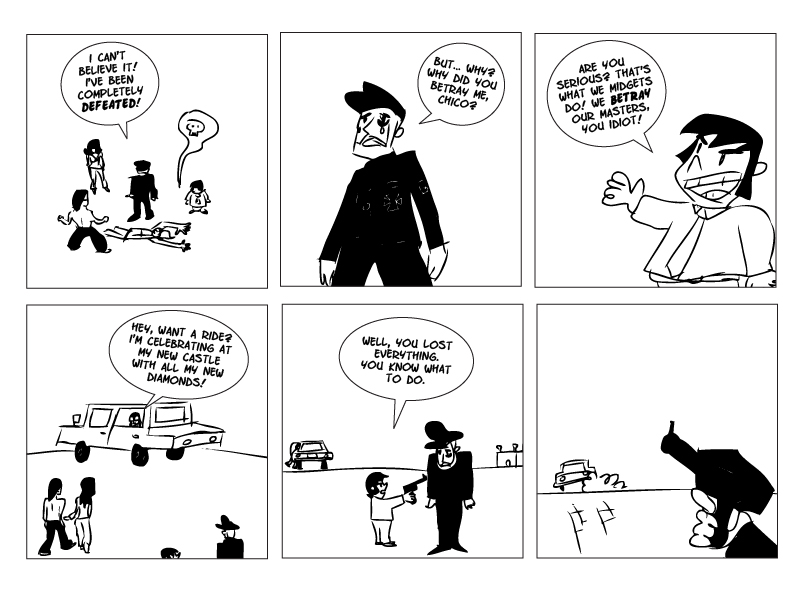 I CAN'T
BELIEVE IT!
I'VE BEEN
COMPLETELY
DEFEATED!
BUT... WHY?
WHY DID YOU
BETRAY ME,
CHICO?
ARE YOU
SERIOUS? THAT'S
WHAT WE MIDGETS
DO! WE BETRAY
OUR MASTERS,
YOU IDIOT!
HEY, WANT A RIDE?
I'M CELEBRATING AT
MY NEW CASTLE
WITH ALL MY NEW
DIAMONDS!
WELL, YOU LOST
EVERYTHING.
YOU KNOW WHAT
TO DO.